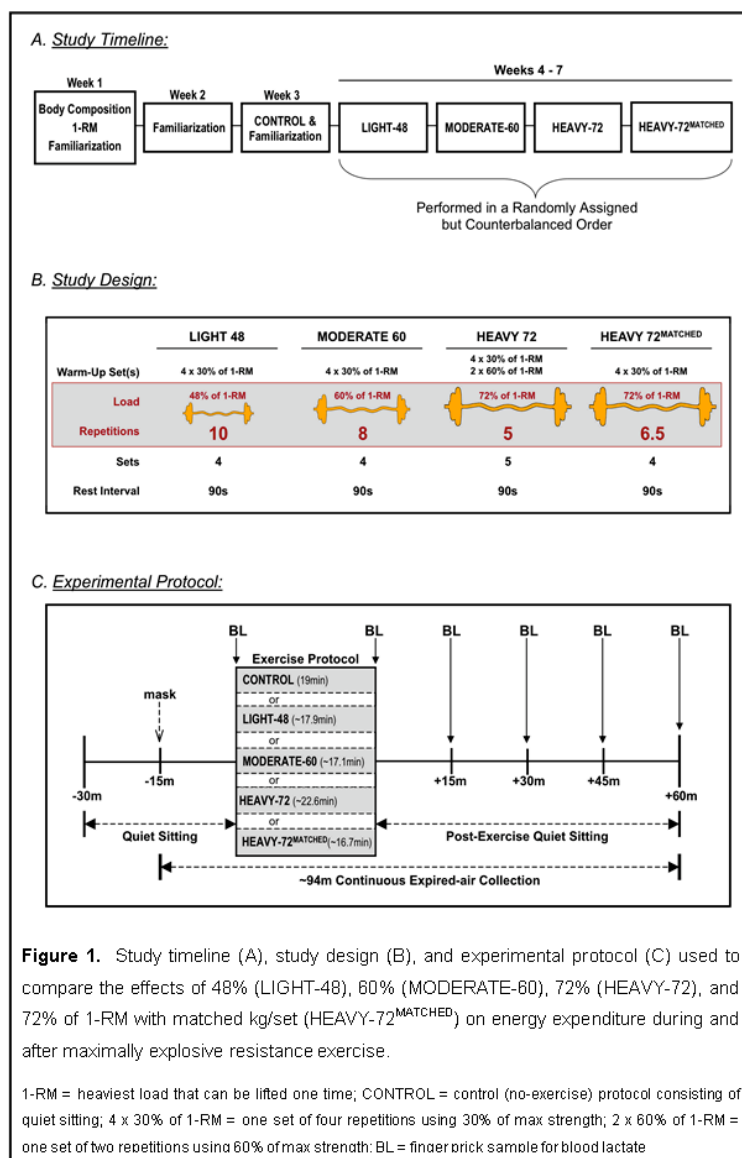 A. Study Timeline:
Weeks 4 - 7
Week 1
Body Composition
1-RM
Familiarization
Week 2
Familiarization
Week 3
CONTROL &
Familiarization
LIGHT-48
MODERATE-60
HEAVY-72
HEAVY-72MATCHED
Performed in a Randomly Assigned
but Counterbalanced Order
B. Study Design:
LIGHT 48 MODERATE 60 HEAVY 72 HEAVY 72MATCHED
Warm-Up Set(s) 4 x 30% of 1-RM 4 x 30% of 1-RM 4 x 30% of 1-RM 2 x 60% of 1-RM 4 x 30% of 1-RM
Load 48% of 1-RM 60% of 1-RM 72% of 1-RM 72% of 1-RM
Repetitions 10 8 5 6.5
Sets 4 4 5 4
Rest Interval 90s 90s 90s 90s
C. Experimental Protocol:
BL BL BL BL BL BL
Exercise Protocol
CONTROL (19min)
or
LIGHT-48 (~17.9min)
or
MODERATE-60 (~17.1min)
or
HEAVY-72 (~22.6min)
or
HEAVY-72MATCHED(~16.7min)
mask
-30m -15m +15m +30m +45m +60m
Quiet Sitting Post-Exercise Quiet Sitting
~94m Continuous Expired-air Collection
Figure 1. Study timeline (A), study design (B), and experimental protocol (C) used to
compare the effects of 48% (LIGHT-48), 60% (MODERATE-60), 72% (HEAVY-72), and
72% of 1-RM with matched kg/set (HEAVY-72MATCHED) on energy expenditure during and
after maximally explosive resistance exercise.
1-RM = heaviest load that can be lifted one time; CONTROL = control (no-exercise) protocol consisting of
quiet sitting; 4 x 30% of 1-RM = one set of four repetitions using 30% of max strength; 2 x 60% of 1-RM =
one set of two repetitions using 60% of max strength; BL = finger prick sample for blood lactate